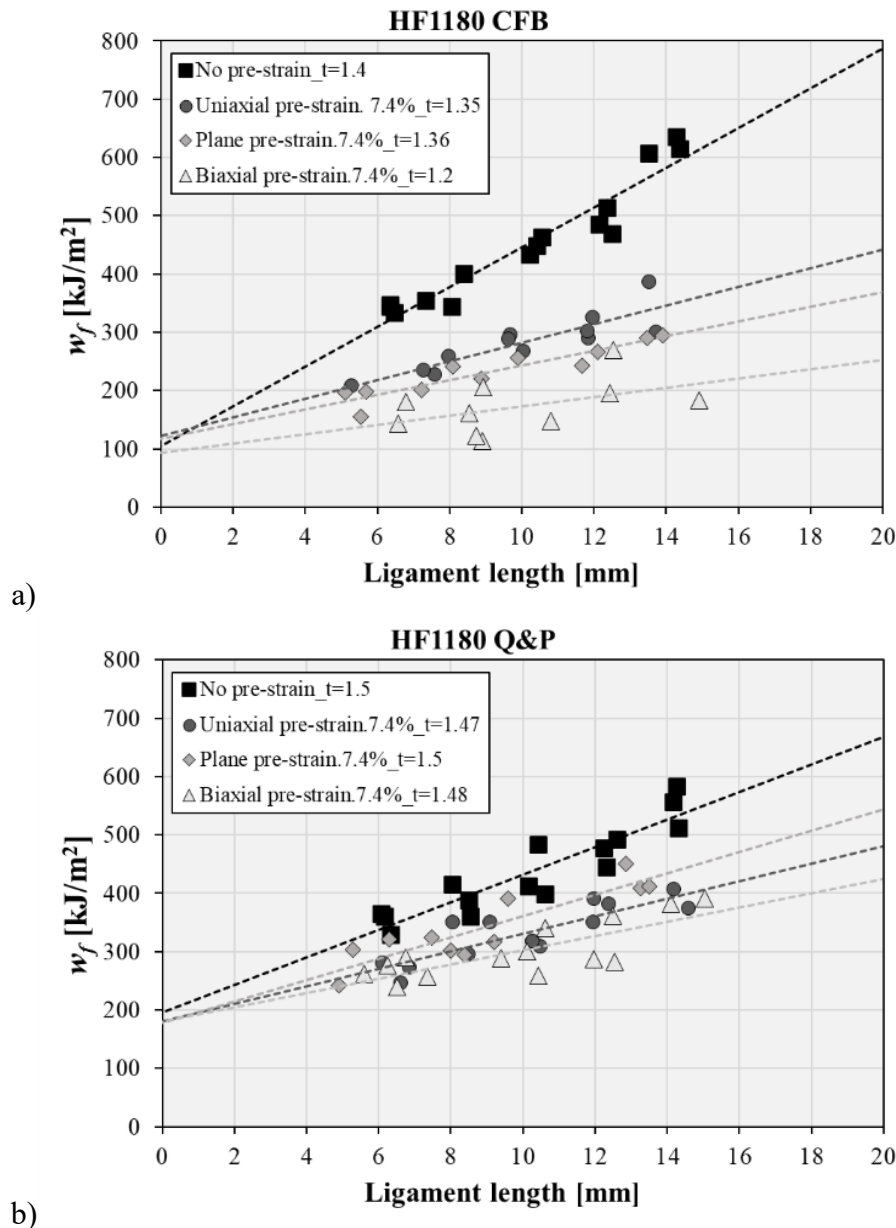 HF1180 CFB
800
700
600
500
400
300
200
100
0
w_f [kJ/m²]
No pre-strain_t=1.4
Uniaxial pre-strain. 7.4%_t=1.35
Plane pre-strain.7.4%_t=1.36
Biaxial pre-strain.7.4%_t=1.2
0 2 4 6 8 10 12 14 16 18 20
Ligament length [mm]
a)
HF1180 Q&P
800
700
600
500
400
300
200
100
0
w_f [kJ/m²]
No pre-strain_t=1.5
Uniaxial pre-strain.7.4%_t=1.47
Plane pre-strain.7.4%_t=1.5
Biaxial pre-strain.7.4%_t=1.48
0 2 4 6 8 10 12 14 16 18 20
Ligament length [mm]
b)